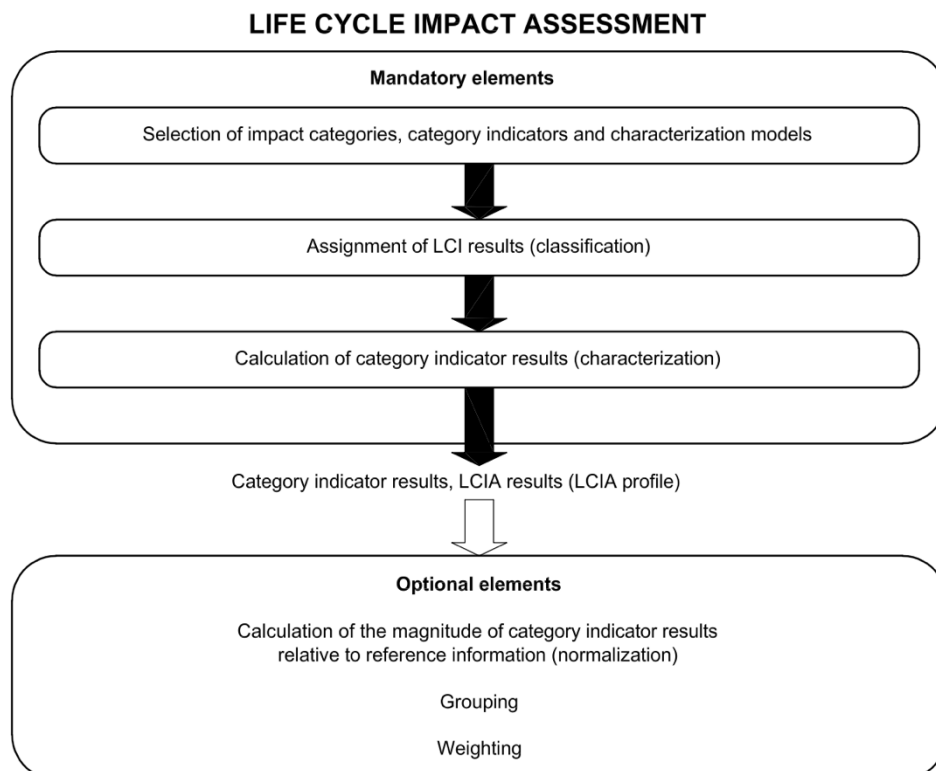 LIFE CYCLE IMPACT ASSESSMENT
Mandatory elements
Selection of impact categories, category indicators and characterization models
Assignment of LCI results (classification)
Calculation of category indicator results (characterization)
Category indicator results, LCIA results (LCIA profile)
Optional elements
Calculation of the magnitude of category indicator results
relative to reference information (normalization)
Grouping
Weighting